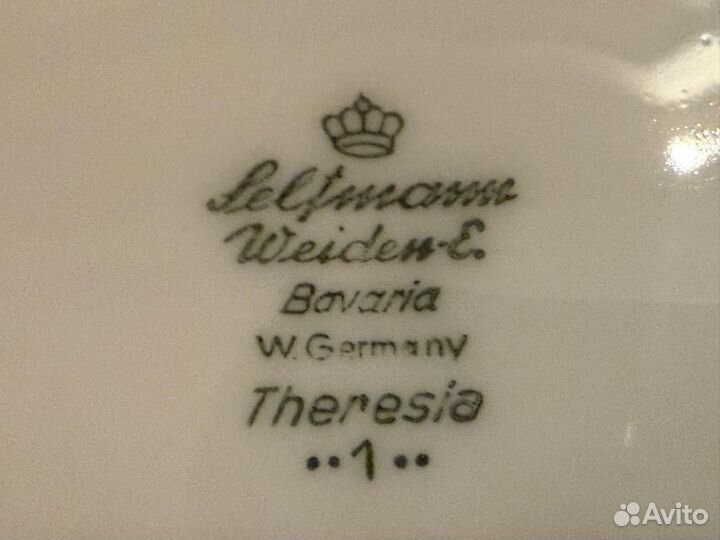 Seltmann
Weiden-E.
Bavaria
W. Germany
Theresia
··1··
Avito